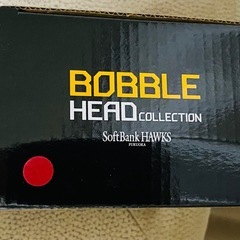 BOBBLE
HEAD COLLECTION
SoftBank HAWKS
FUKUOKA